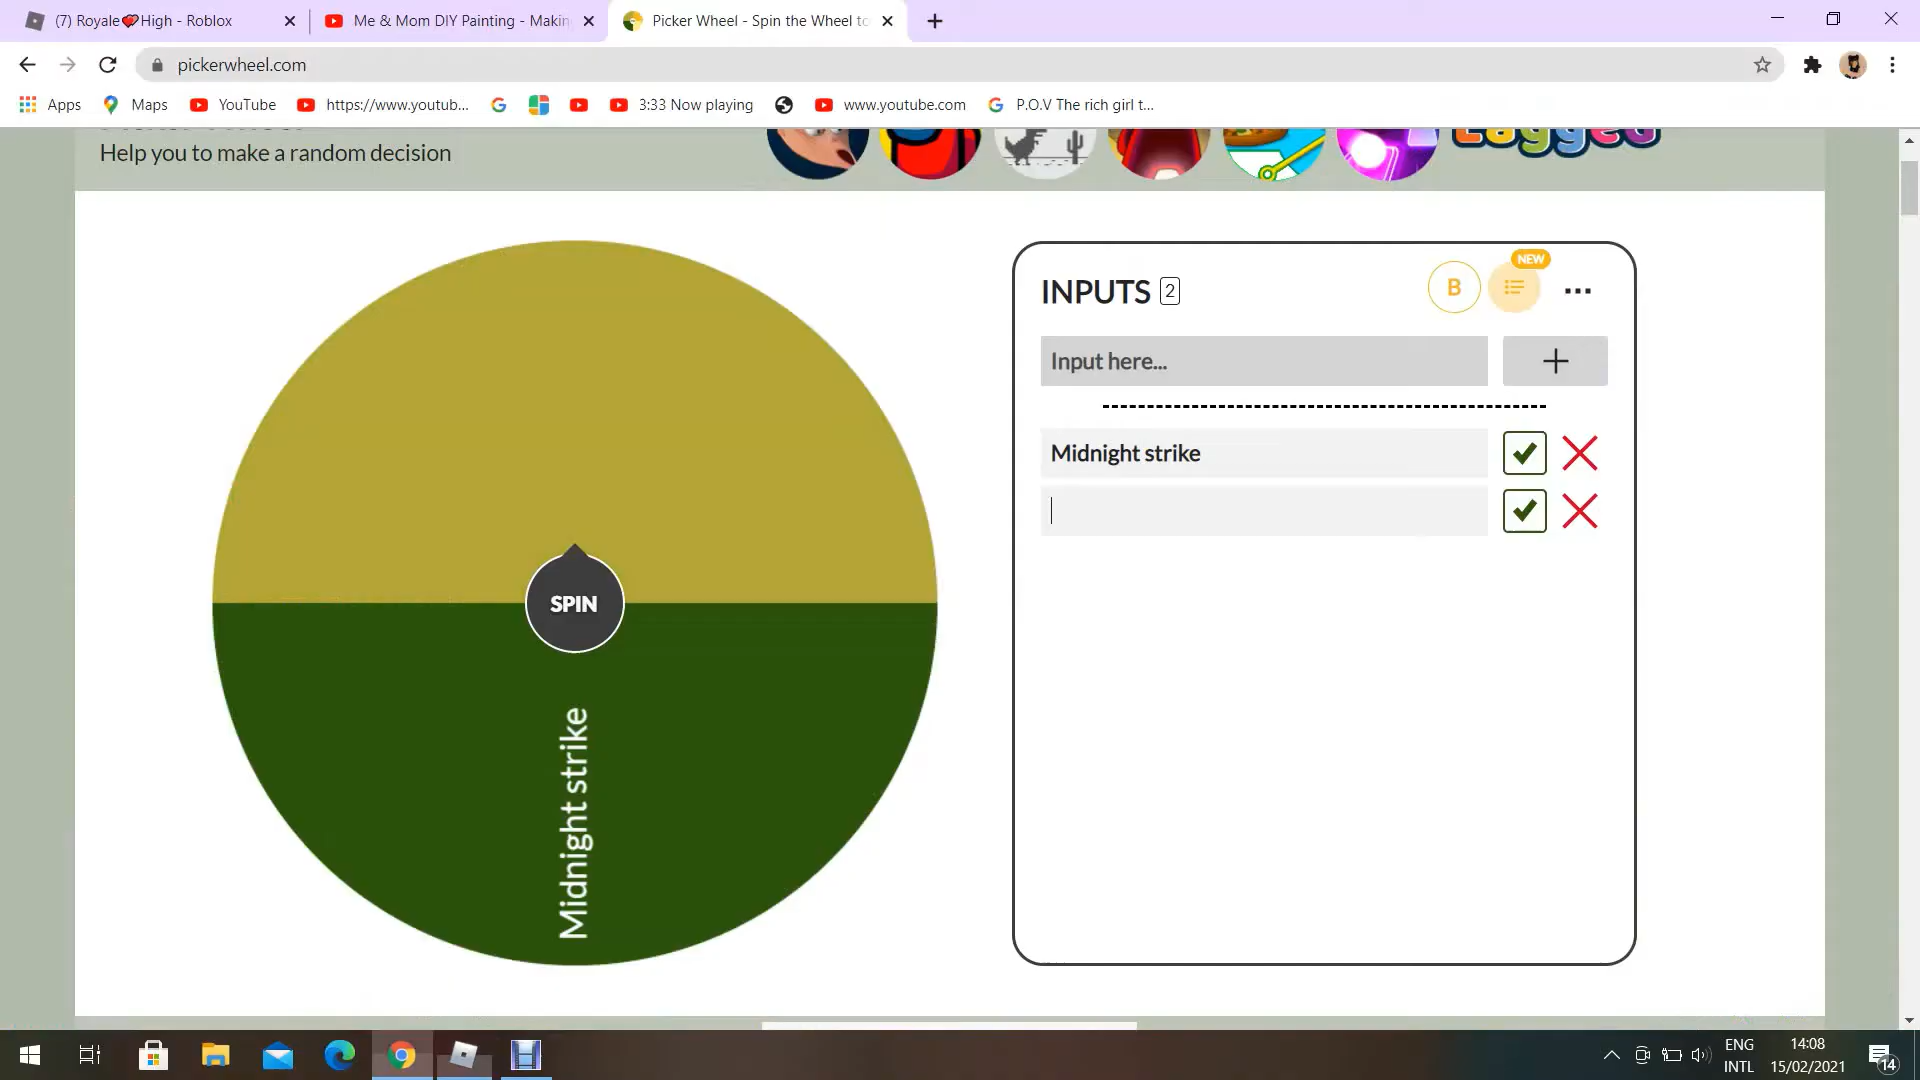 (7) Royale❤High - Roblox
Me & Mom DIY Painting - Makin
Picker Wheel - Spin the Wheel to
pickerwheel.com
Apps
Maps
YouTube
https://www.youtub...
3:33 Now playing
www.youtube.com
P.O.V The rich girl t...
Help you to make a random decision
INPUTS 2
B
NEW
...
Input here...
+
Midnight strike
SPIN
Midnight strike
ENG
INTL
14:08
15/02/2021
14